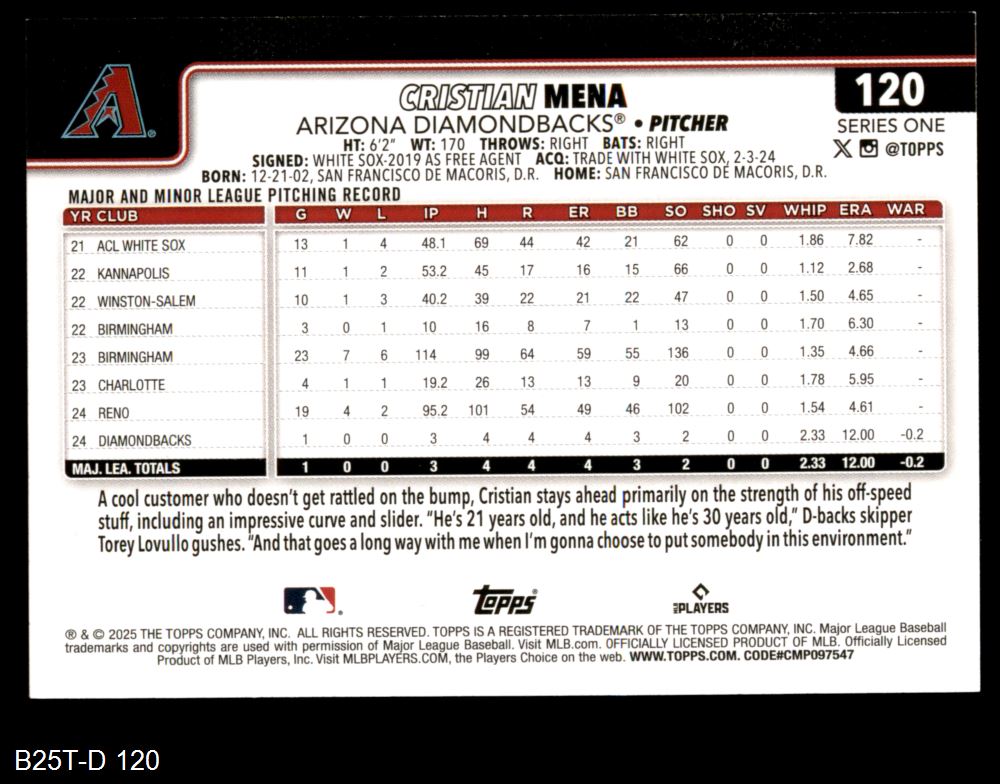 CRISTIAN MENA
120
ARIZONA DIAMONDBACKS® • PITCHER
SERIES ONE
HT: 6'2" WT: 170 THROWS: RIGHT BATS: RIGHT
@TOPPS
SIGNED: WHITE SOX-2019 AS FREE AGENT ACQ: TRADE WITH WHITE SOX, 2-3-24
BORN: 12-21-02, SAN FRANCISCO DE MACORIS, D.R. HOME: SAN FRANCISCO DE MACORIS, D.R.
MAJOR AND MINOR LEAGUE PITCHING RECORD
YR CLUB G W L IP H R ER BB SO SHO SV WHIP ERA WAR
21 ACL WHITE SOX 13 1 4 48.1 69 44 42 21 62 0 0 1.86 7.82 -
22 KANNAPOLIS 11 1 2 53.2 45 17 16 15 66 0 0 1.12 2.68 -
22 WINSTON-SALEM 10 1 3 40.2 39 22 21 22 47 0 0 1.50 4.65 -
22 BIRMINGHAM 3 0 1 10 16 8 7 1 13 0 0 1.70 6.30 -
23 BIRMINGHAM 23 7 6 114 99 64 59 55 136 0 0 1.35 4.66 -
23 CHARLOTTE 4 1 1 19.2 26 13 13 9 20 0 0 1.78 5.95 -
24 RENO 19 4 2 95.2 101 54 49 46 102 0 0 1.54 4.61 -
24 DIAMONDBACKS 1 0 0 3 4 4 4 3 2 0 0 2.33 12.00 -0.2
MAJ. LEA. TOTALS 1 0 0 3 4 4 4 3 2 0 0 2.33 12.00 -0.2
A cool customer who doesn't get rattled on the bump, Cristian stays ahead primarily on the strength of his off-speed
stuff, including an impressive curve and slider. "He's 21 years old, and he acts like he's 30 years old," D-backs skipper
Torey Lovullo gushes. "And that goes a long way with me when I'm gonna choose to put somebody in this environment."
Topps®
MLB PLAYERS
® & © 2025 THE TOPPS COMPANY, INC. ALL RIGHTS RESERVED. TOPPS IS A REGISTERED TRADEMARK OF THE TOPPS COMPANY, INC. Major League Baseball
trademarks and copyrights are used with permission of Major League Baseball. Visit MLB.com. OFFICIALLY LICENSED PRODUCT OF MLB. Officially Licensed
Product of MLB Players, Inc. Visit MLBPLAYERS.COM, the Players Choice on the web. WWW.TOPPS.COM. CODE#CMP097547
B25T-D 120